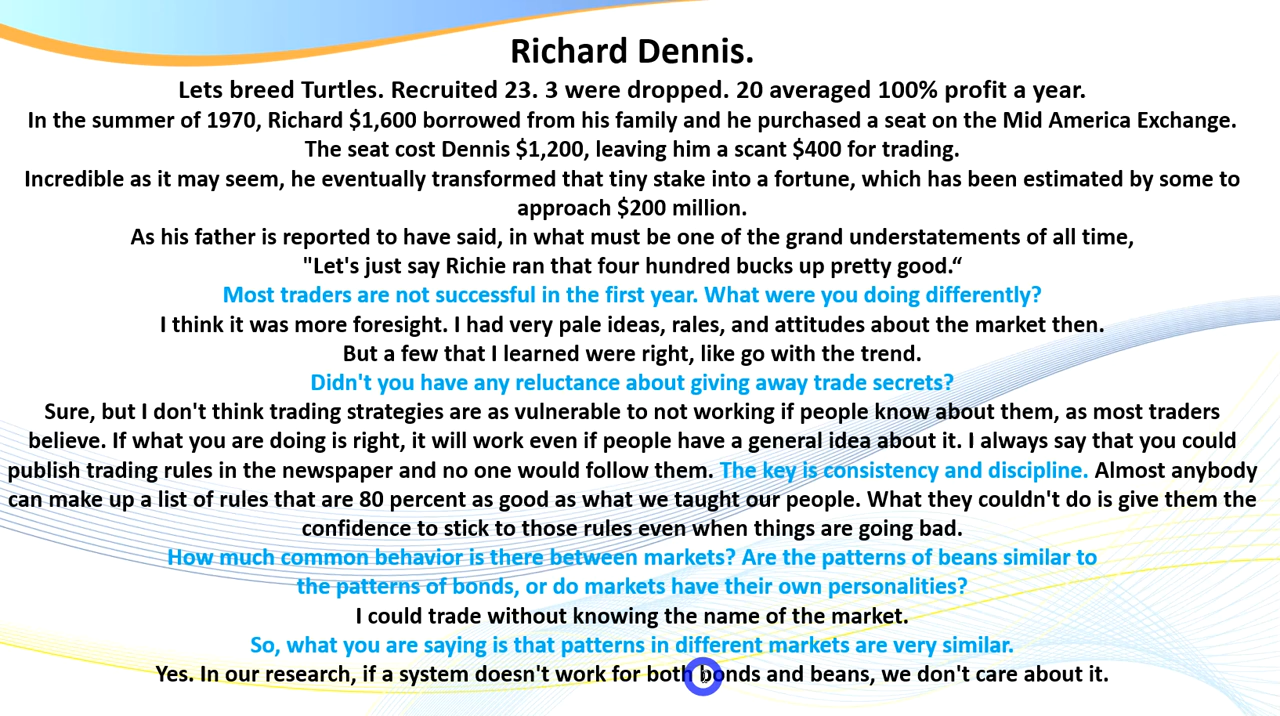 Richard Dennis.
Lets breed Turtles. Recruited 23. 3 were dropped. 20 averaged 100% profit a year.
In the summer of 1970, Richard $1,600 borrowed from his family and he purchased a seat on the Mid America Exchange.
The seat cost Dennis $1,200, leaving him a scant $400 for trading.
Incredible as it may seem, he eventually transformed that tiny stake into a fortune, which has been estimated by some to
approach $200 million.
As his father is reported to have said, in what must be one of the grand understatements of all time,
"Let's just say Richie ran that four hundred bucks up pretty good.“
Most traders are not successful in the first year. What were you doing differently?
I think it was more foresight. I had very pale ideas, rales, and attitudes about the market then.
But a few that I learned were right, like go with the trend.
Didn't you have any reluctance about giving away trade secrets?
Sure, but I don't think trading strategies are as vulnerable to not working if people know about them, as most traders
believe. If what you are doing is right, it will work even if people have a general idea about it. I always say that you could
publish trading rules in the newspaper and no one would follow them. The key is consistency and discipline. Almost anybody
can make up a list of rules that are 80 percent as good as what we taught our people. What they couldn't do is give them the
confidence to stick to those rules even when things are going bad.
How much common behavior is there between markets? Are the patterns of beans similar to
the patterns of bonds, or do markets have their own personalities?
I could trade without knowing the name of the market.
So, what you are saying is that patterns in different markets are very similar.
Yes. In our research, if a system doesn't work for both bonds and beans, we don't care about it.